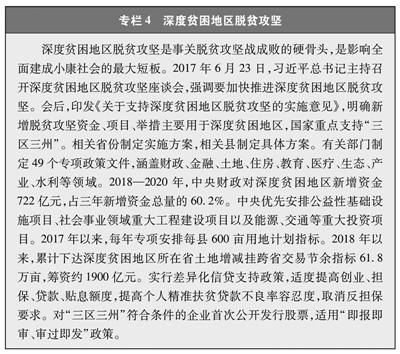 专栏4 深度贫困地区脱贫攻坚
深度贫困地区脱贫攻坚是事关脱贫攻坚战成败的硬骨头,是影响全
面建成小康社会的最大短板。2017年6月23日,习近平总书记主持召
开深度贫困地区脱贫攻坚座谈会,强调要加快推进深度贫困地区脱贫攻
坚。会后,印发《关于支持深度贫困地区脱贫攻坚的实施意见》,明确新
增脱贫攻坚资金、项目、举措主要用于深度贫困地区,国家重点支持“三
区三州”。相关省份制定实施方案,相关县制定具体方案。有关部门制
定49个专项政策文件,涵盖财政、金融、土地、住房、教育、医疗、生态、产
业、水利等领域。2018—2020年,中央财政对深度贫困地区新增资金
722亿元,占三年新增资金总量的60.2%。中央优先安排公益性基础设
施项目、社会事业领域重大工程建设项目以及能源、交通等重大投资项
目。2017年以来,每年专项安排每县600亩用地计划指标。2018年以
来,累计下达深度贫困地区所在省土地增减挂跨省交易节余指标61.8
万亩,筹资约1900亿元。实行差异化信贷支持政策,适度提高创业、担
保、贷款、贴息额度,提高个人精准扶贫贷款不良率容忍度,取消反担保
要求。对“三区三州”符合条件的企业首次公开发行股票,适用“即报即
审、审过即发”政策。